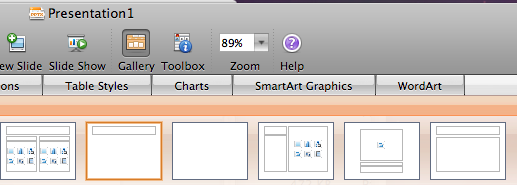 Presentation1
ew Slide Slide Show Gallery Toolbox 89% Zoom Help
ons Table Styles Charts SmartArt Graphics WordArt